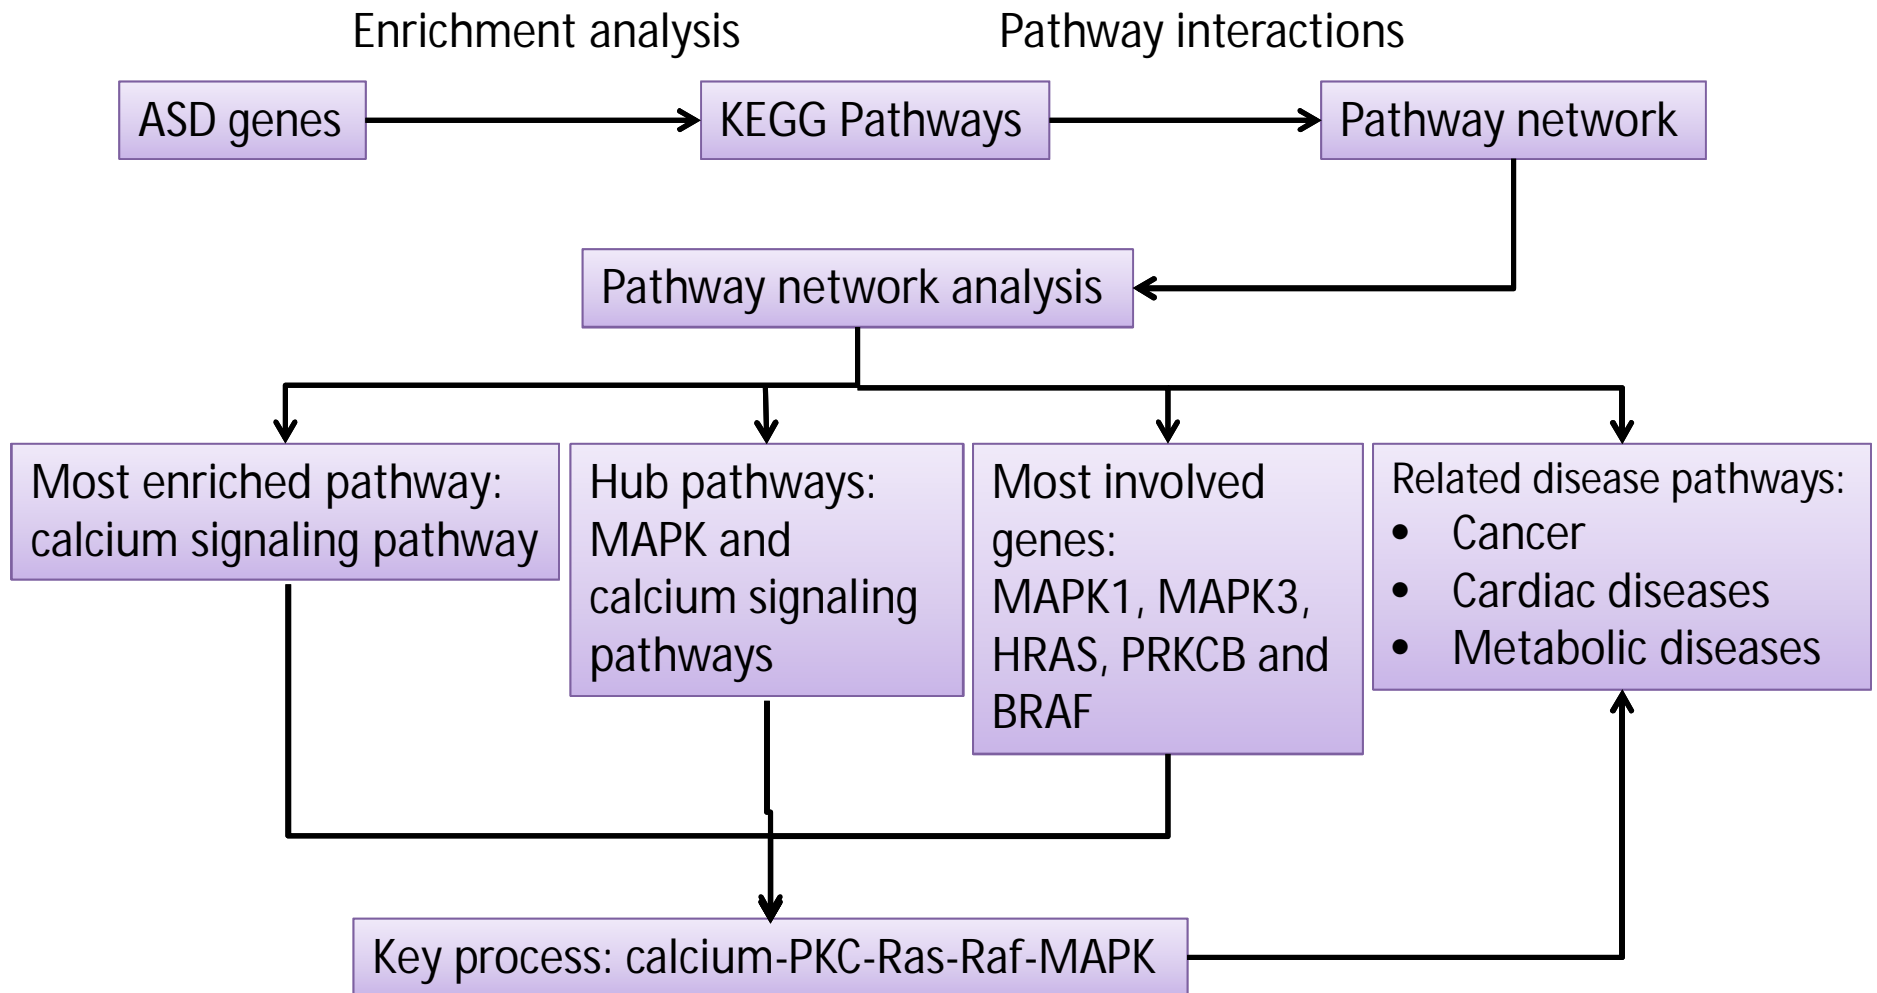 Enrichment analysis
Pathway interactions
ASD genes
KEGG Pathways
Pathway network
Pathway network analysis
Most enriched pathway:
calcium signaling pathway
Hub pathways:
MAPK and
calcium signaling
pathways
Most involved
genes:
MAPK1, MAPK3,
HRAS, PRKCB and
BRAF
Related disease pathways:
• Cancer
• Cardiac diseases
• Metabolic diseases
Key process: calcium-PKC-Ras-Raf-MAPK